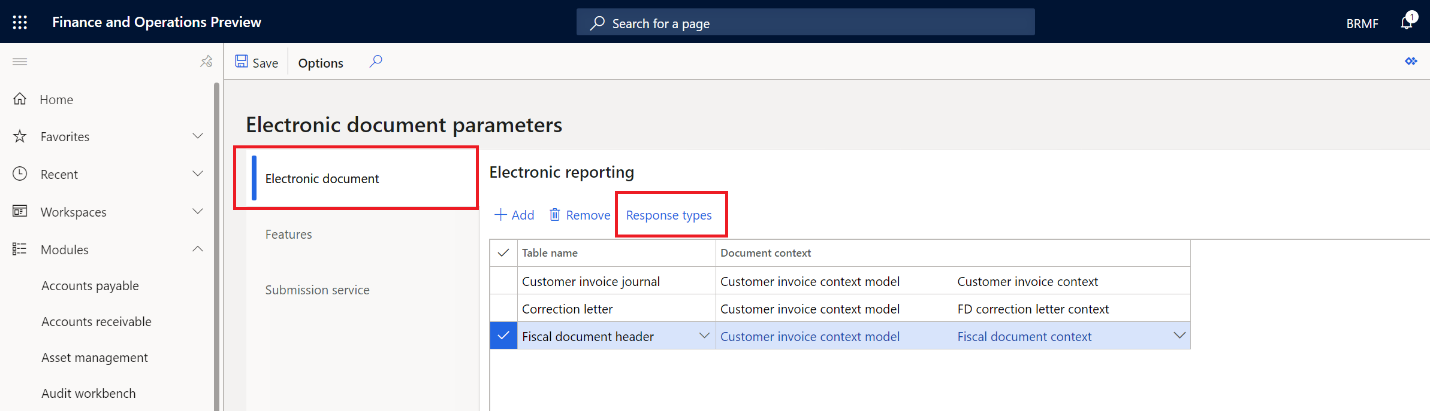 Finance and Operations Preview
Search for a page
BRMF
1
Save
Options
Home
Favorites
Recent
Workspaces
Modules
Accounts payable
Accounts receivable
Asset management
Audit workbench
Electronic document parameters
Electronic document
Features
Submission service
Electronic reporting
Add Remove Response types
Table name Document context
Customer invoice journal Customer invoice context model Customer invoice context
Correction letter Customer invoice context model FD correction letter context
Fiscal document header Customer invoice context model Fiscal document context